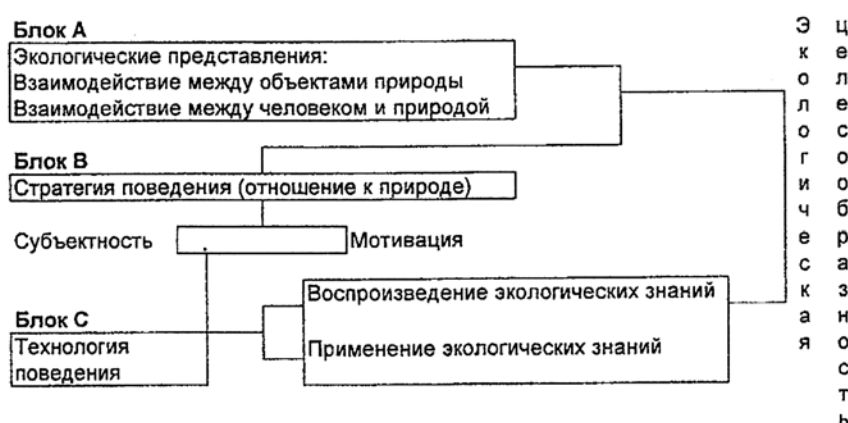 Блок А
Экологические представления:
Взаимодействие между объектами природы
Взаимодействие между человеком и природой
Блок В
Стратегия поведения (отношение к природе)
Субъектность
Мотивация
Воспроизведение экологических знаний
Применение экологических знаний
Блок С
Технология
поведения
Экологическая
целесообразность